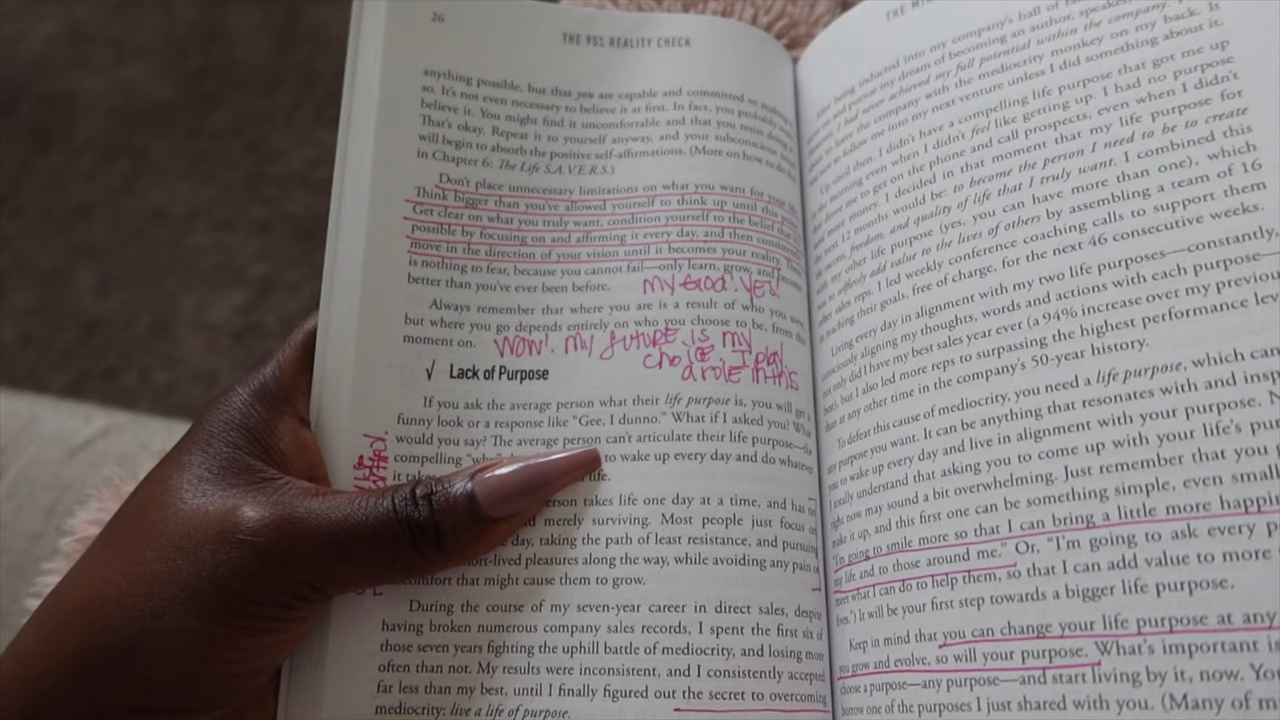 26
THE 95% REALITY CHECK
anything possible, but that you are capable and committed to making
so. It's not even necessary to believe it at first. In fact, you probably won't
believe it. You might find it uncomfortable and that you resist doing
That's okay. Repeat it to yourself anyway, and your subconscious mind
will begin to absorb the positive self-affirmations. (More on how to do this
in Chapter 6: The Life S.A.V.E.R.S.)
Don't place unnecessary limitations on what you want for your life.
Think bigger than you've allowed yourself to think up until this point.
Get clear on what you truly want, condition yourself to the belief that it's
possible by focusing on and affirming it every day, and then consistently
move in the direction of your vision until it becomes your reality. There
is nothing to fear, because you cannot fail—only learn, grow, and become
better than you've ever been before.
my God! Yes!
Always remember that where you are is a result of who you were
but where you go depends entirely on who you choose to be, from this
moment on.
Wow! my future is my
choice. I play
a role in this
√ Lack of Purpose
If you ask the average person what their life purpose is, you will get a
funny look or a response like "Gee, I dunno." What if I asked you? What
would you say? The average person can't articulate their life purpose—the
compelling "why" to wake up every day and do whatever
it takes life.
erson takes life one day at a time, and has no
d merely surviving. Most people just focus on
day, taking the path of least resistance, and pursuing
ort-lived pleasures along the way, while avoiding any pain or
comfort that might cause them to grow.
During the course of my seven-year career in direct sales, despite
having broken numerous company sales records, I spent the first six of
those seven years fighting the uphill battle of mediocrity, and losing more
often than not. My results were inconsistent, and I consistently accepted
far less than my best, until I finally figured out the secret to overcoming
mediocrity: live a life of purpose.
THE
After being inducted into my company's hall of
and pursue my dream of becoming an author, speaker,
I had never achieved my full potential within the company.
to leave the company with the mediocrity monkey on my back. It
to follow me into my next venture unless I did something about it.
Up until then, I didn't have a compelling life purpose that got me up
in the morning even when I didn't feel like getting up. I had no purpose
that drove me to get on the phone and call prospects, even when I didn't
need more money. I decided in that moment that my life purpose for
the next 12 months would be: to become the person I need to be to create
the success, freedom, and quality of life that I truly want. I combined this
with my other life purpose (yes, you can have more than one), which
was to selflessly add value to the lives of others by assembling a team of 16
other sales reps. I led weekly conference coaching calls to support them
in reaching their goals, free of charge, for the next 46 consecutive weeks.
Living every day in alignment with my two life purposes—constantly,
consciously aligning my thoughts, words and actions with each purpose—
not only did I have my best sales year ever (a 94% increase over my previous
best), but I also led more reps to surpassing the highest performance level
than at any other time in the company's 50-year history.
To defeat this cause of mediocrity, you need a life purpose, which can
any purpose you want. It can be anything that resonates with and
you to wake up every day and live in alignment with your purpose.
I totally understand that asking you to come up with your life's
right now may sound a bit overwhelming. Just remember that you
make it up, and this first one can be something simple, even small
"I'm going to smile more so that I can bring a little more
my life and to those around me." Or, "I'm going to ask every
meet what I can do to help them, so that I can add value to more
lives.") It will be your first step towards a bigger life purpose.
Keep in mind that you can change your life purpose at any
you grow and evolve, so will your purpose. What's important is
choose a purpose—any purpose—and start living by it, now. You
borrow one of the purposes I just shared with you. (Many of